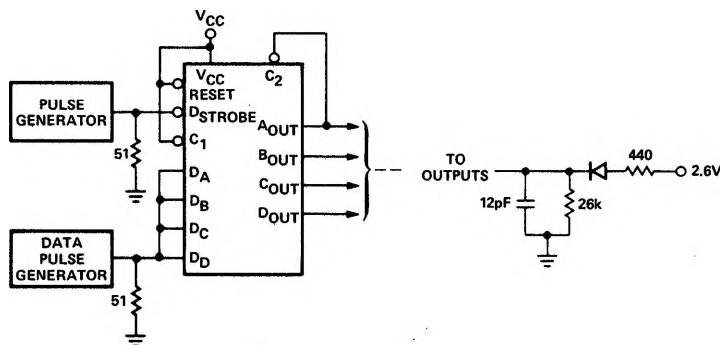 VCC
VCC
C2
RESET
DSTROBE
C1
AOUT
BOUT
COUT
DOUT
DA
DB
DC
DD
PULSE
GENERATOR
51
DATA
PULSE
GENERATOR
51
TO
OUTPUTS
12pF
26k
440
2.6V